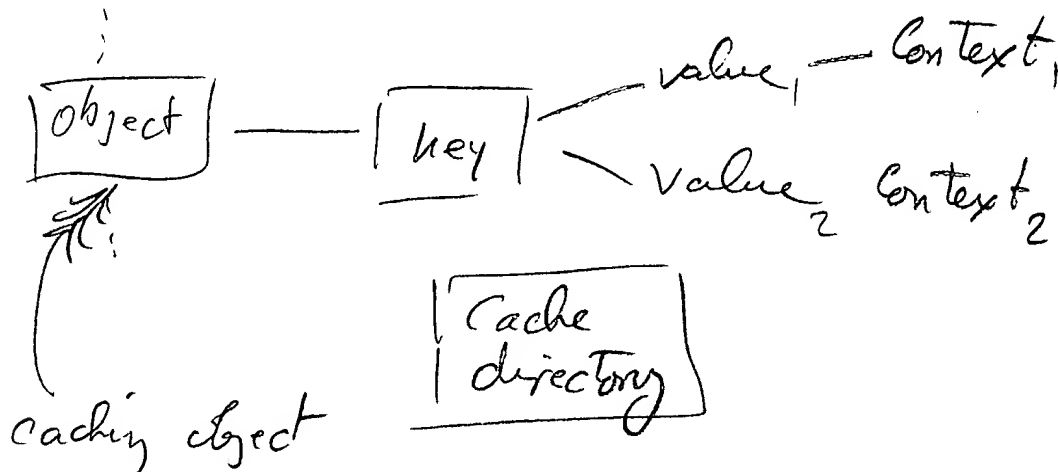 value₁ — Context₁
object
key
value₂ Context₂
Cache
directory
caching object